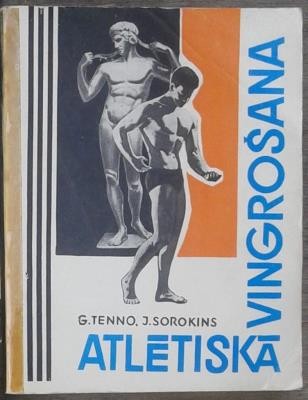 G.TENNO, J.SOROKINS
ATLĒTISKĀ
VINGROŠANA